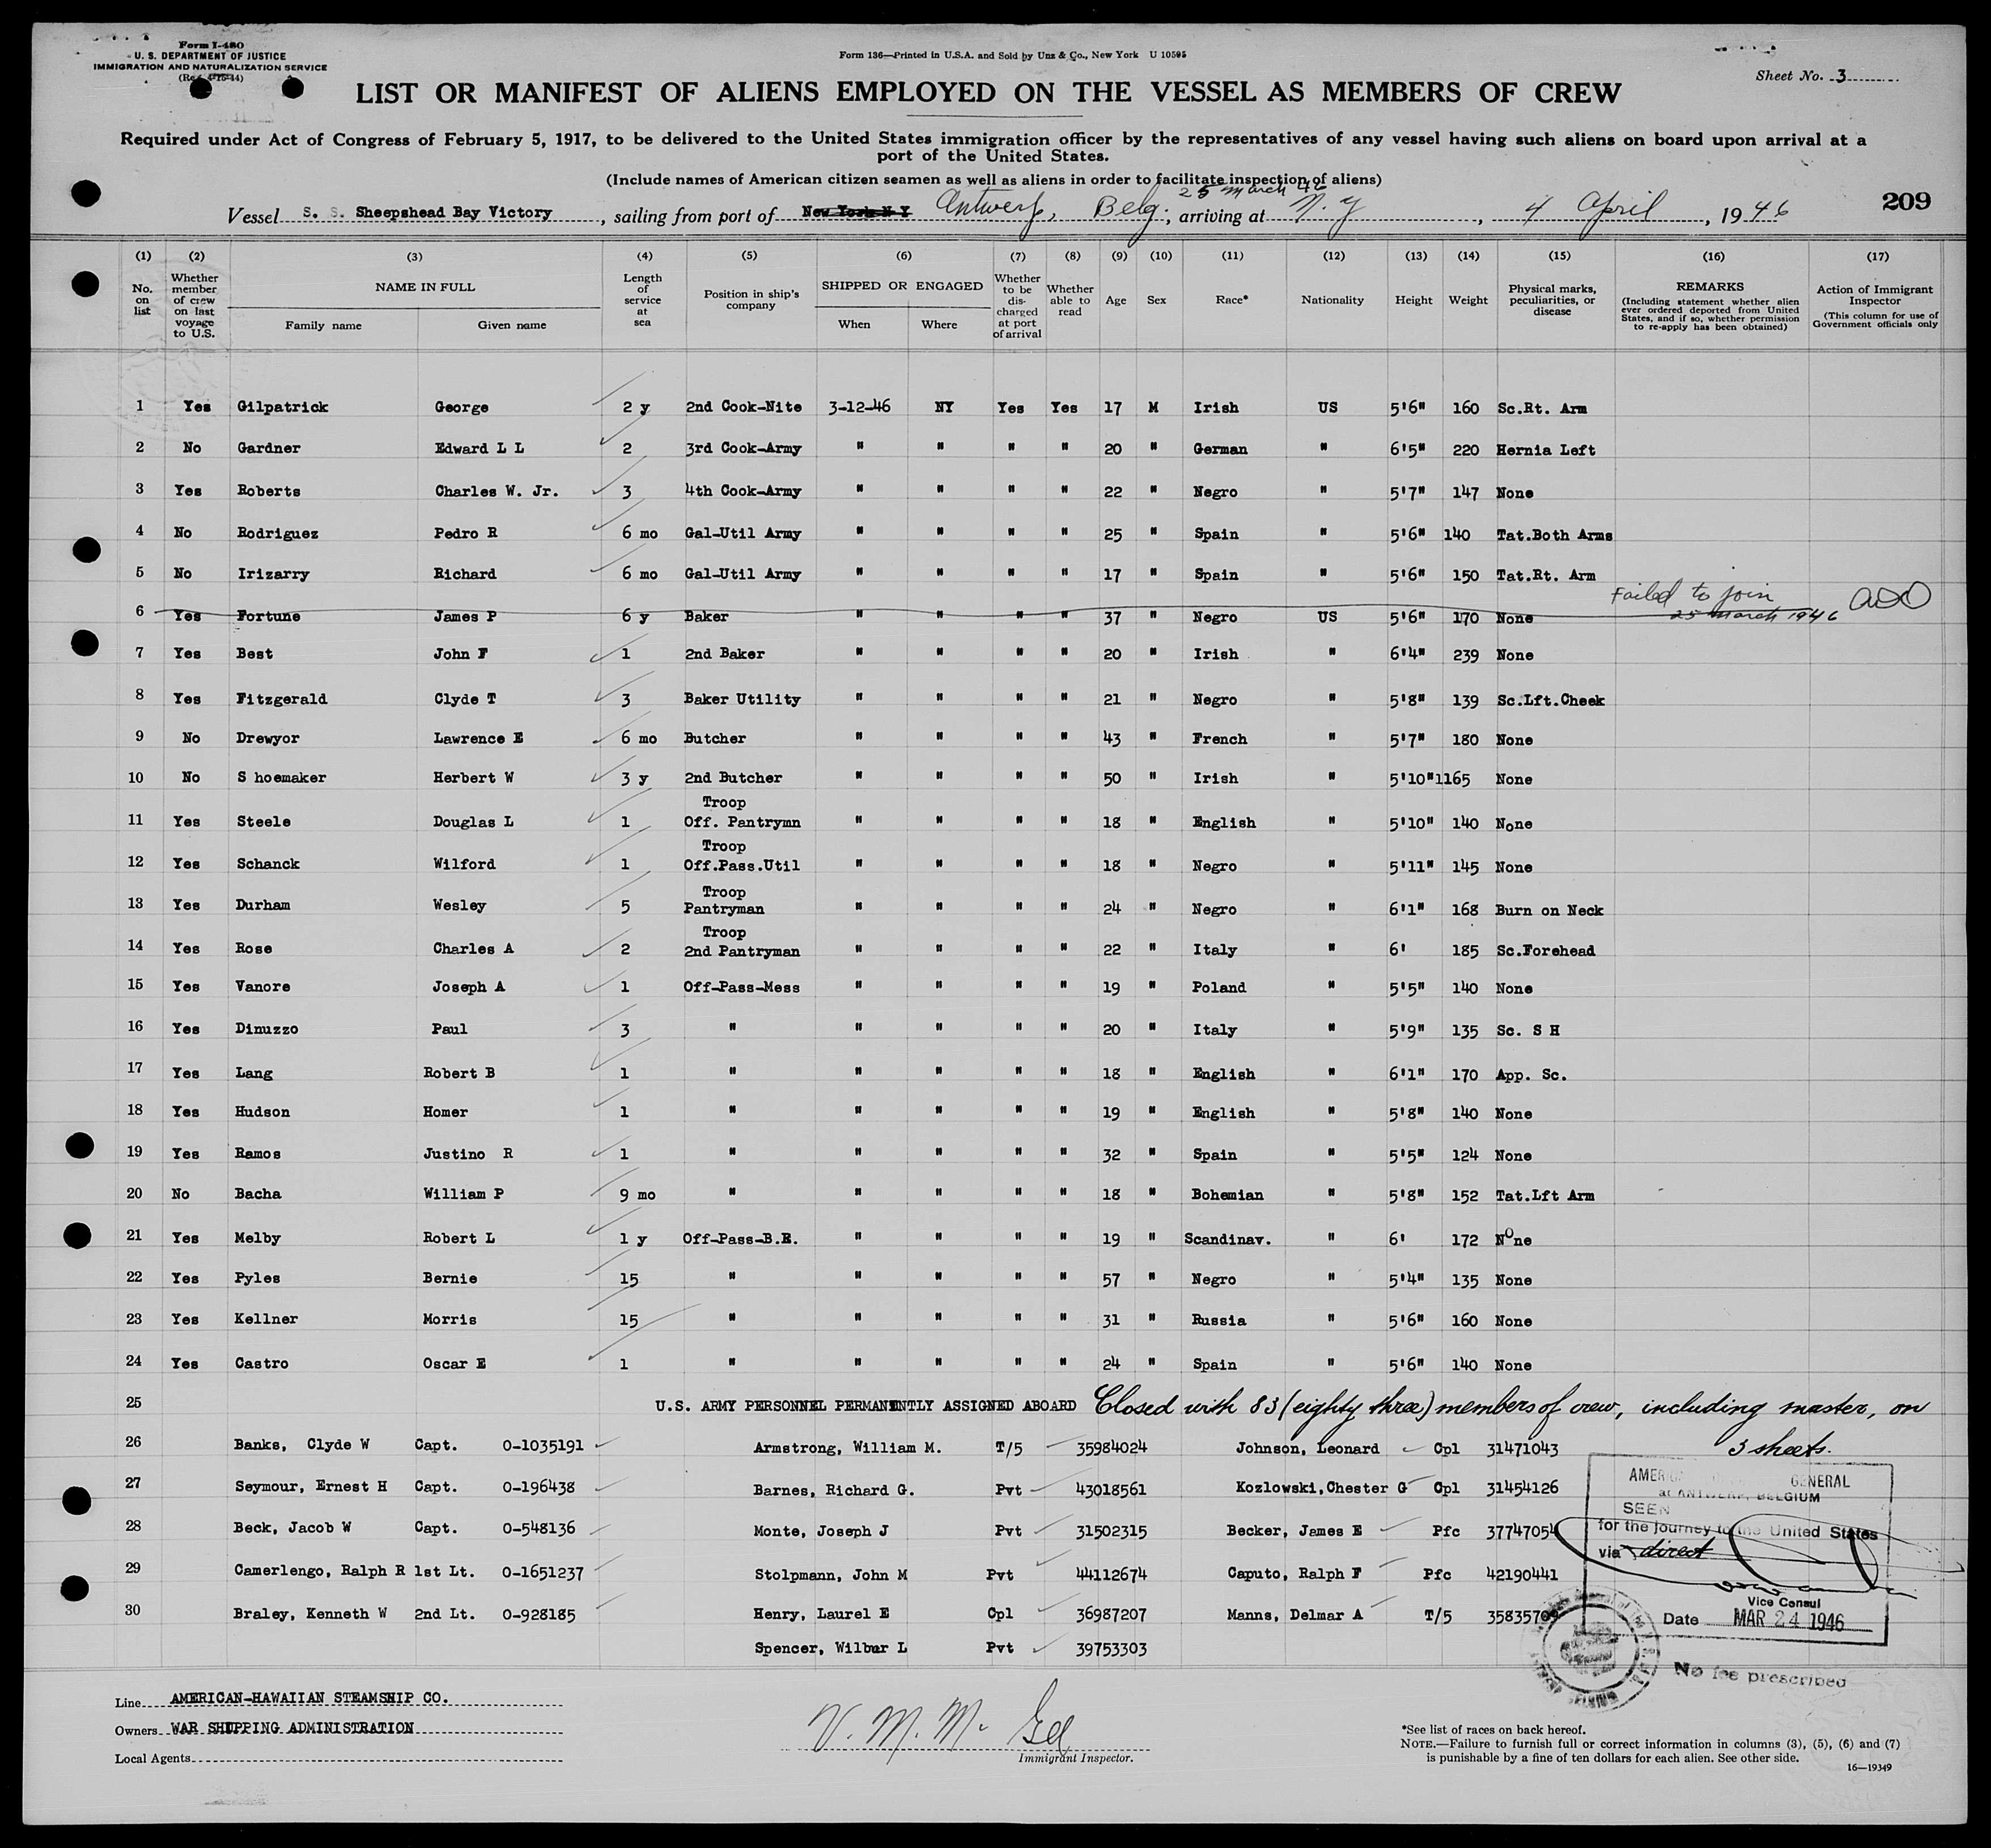 Form I-480
U. S. DEPARTMENT OF JUSTICE
IMMIGRATION AND NATURALIZATION SERVICE
Form 136—Printed in U.S.A. and Sold by Unz & Co., New York U 10595
Sheet No. 3
LIST OR MANIFEST OF ALIENS EMPLOYED ON THE VESSEL AS MEMBERS OF CREW
Required under Act of Congress of February 5, 1917, to be delivered to the United States immigration officer by the representatives of any vessel having such aliens on board upon arrival at a
port of the United States.
(Include names of American citizen seamen as well as aliens in order to facilitate inspection of aliens)
25 March 46
209
Vessel S. S. Sheepshead Bay Victory, sailing from port of New York N Y Antwerp, Belg., arriving at N. Y, 4 April, 1946
(1) (2) (3) (4) (5) (6) (7) (8) (9) (10) (11) (12) (13) (14) (15) (16) (17)
No. on list
Whether member of crew on last voyage to U.S.
NAME IN FULL
Family name Given name
Length of service at sea
Position in ship's company
SHIPPED OR ENGAGED
When Where
Whether to be discharged at port of arrival
Whether able to read
Age Sex Race* Nationality Height Weight
Physical marks, peculiarities, or disease
REMARKS
(Including statement whether alien ever ordered deported from United States, and if so, whether permission to re-apply has been obtained)
Action of Immigrant Inspector
(This column for use of Government officials only
1 Yes Gilpatrick George 2 y 2nd Cook-Nite 3-12-46 NY Yes Yes 17 M Irish US 5'6" 160 Sc.Rt. Arm
2 No Gardner Edward L L 2 3rd Cook-Army " " " " 20 " German " 6'5" 220 Hernia Left
3 Yes Roberts Charles W. Jr. 3 4th Cook-Army " " " " 22 " Negro " 5'7" 147 None
4 No Rodriguez Pedro R 6 mo Gal-Util Army " " " " 25 " Spain " 5'6" 140 Tat.Both Arms
5 No Irizarry Richard 6 mo Gal-Util Army " " " " 17 " Spain " 5'6" 150 Tat.Rt. Arm
6 Yes Fortune James P 6 y Baker " " " " 37 " Negro US 5'6" 170 None Failed to join 25 March 1946
7 Yes Best John F 1 2nd Baker " " " " 20 " Irish " 6'4" 239 None
8 Yes Fitzgerald Clyde T 3 Baker Utility " " " " 21 " Negro " 5'8" 139 Sc.Lft.Cheek
9 No Drewyor Lawrence E 6 mo Butcher " " " " 43 " French " 5'7" 180 None
10 No S hoemaker Herbert W 3 y 2nd Butcher " " " " 50 " Irish " 5'10"1165 None
11 Yes Steele Douglas L 1 Troop Off. Pantrymn " " " " 18 " English " 5'10" 140 None
12 Yes Schanck Wilford 1 Troop Off.Pass.Util " " " " 18 " Negro " 5'11" 145 None
13 Yes Durham Wesley 5 Troop Pantryman " " " " 24 " Negro " 6'1" 168 Burn on Neck
14 Yes Rose Charles A 2 Troop 2nd Pantryman " " " " 22 " Italy " 6' 185 Sc.Forehead
15 Yes Vanore Joseph A 1 Off-Pass-Mess " " " " 19 " Poland " 5'5" 140 None
16 Yes Dinuzzo Paul 3 " " " " " 20 " Italy " 5'9" 135 Sc. S H
17 Yes Lang Robert B 1 " " " " " 18 " English " 6'1" 170 App. Sc.
18 Yes Hudson Homer 1 " " " " " 19 " English " 5'8" 140 None
19 Yes Ramos Justino R 1 " " " " " 32 " Spain " 5'5" 124 None
20 No Bacha William P 9 mo " " " " " 18 " Bohemian " 5'8" 152 Tat.Lft Arm
21 Yes Melby Robert L 1 y Off-Pass-B.R. " " " " 19 " Scandinav. " 6' 172 None
22 Yes Pyles Bernie 15 " " " " " 57 " Negro " 5'4" 135 None
23 Yes Kellner Morris 15 " " " " " 31 " Russia " 5'6" 160 None
24 Yes Castro Oscar E 1 " " " " " 24 " Spain " 5'6" 140 None
25 U.S. ARMY PERSONNEL PERMANENTLY ASSIGNED ABOARD Closed with 83 (eighty three) members of crew, including master, on
3 sheets.
26 Banks, Clyde W Capt. O-1035191 Armstrong, William M. T/5 35984024 Johnson, Leonard Cpl 31471043
27 Seymour, Ernest H Capt. O-196438 Barnes, Richard G. Pvt 43018561 Kozlowski,Chester G Cpl 31454126
28 Beck, Jacob W Capt. O-548136 Monte, Joseph J Pvt 31502315 Becker, James E Pfc 37747054
29 Camerlengo, Ralph R 1st Lt. O-1651237 Stolpmann, John M Pvt 44112674 Caputo, Ralph F Pfc 42190441
30 Braley, Kenneth W 2nd Lt. O-928185 Henry, Laurel E Cpl 36987207 Manns, Delmar A T/5 35835709
Spencer, Wilbur L Pvt 39753303
GENERAL
at ANTWERP, BELGIUM
SEEN
for the journey to the United States
via direct
Vice Consul
Date MAR 24 1946
No fee prescribed
Line AMERICAN-HAWAIIAN STEAMSHIP CO.
Owners WAR SHIPPING ADMINISTRATION
Local Agents
V. M. Mc Gee
Immigrant Inspector.
*See list of races on back hereof.
NOTE.—Failure to furnish full or correct information in columns (3), (5), (6) and (7)
is punishable by a fine of ten dollars for each alien. See other side.
16—19349